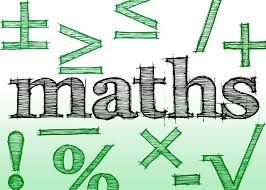 ± ≥ ≤ / +
maths
! ÷ % × - √